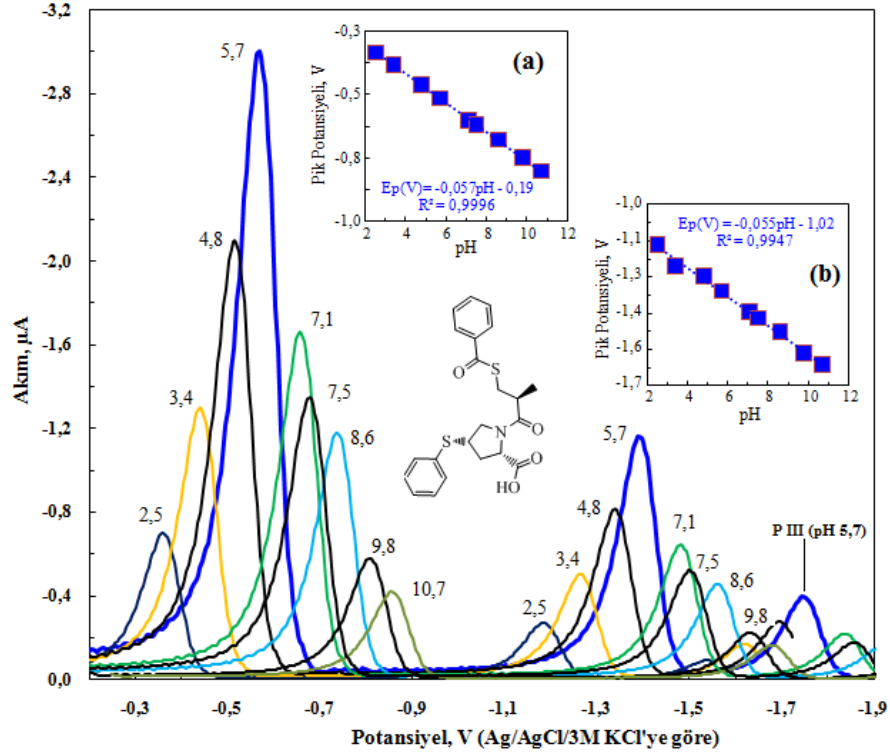 -3,2
-2,8
-2,4
-2,0
-1,6
-1,2
-0,8
-0,4
0,0
Akım, µA
-0,3
-0,5
-0,7
-0,9
-1,1
-1,3
-1,5
-1,7
-1,9
Potansiyel, V (Ag/AgCl/3M KCl'ye göre)
5,7
4,8
3,4
2,5
7,1
7,5
8,6
9,8
10,7
(a)
-0,3
-0,5
-0,8
-1,0
Pik Potansiyeli, V
Ep(V) = -0,057pH - 0,19
R² = 0,9996
2 4 6 8 10 12
pH
(b)
-1,0
-1,1
-1,3
-1,4
-1,6
-1,7
Pik Potansiyeli, V
Ep(V) = -0,055pH - 1,02
R² = 0,9947
2 4 6 8 10 12
pH
O
S
N
O
S
O
HO
5,7
4,8
3,4
2,5
7,1
7,5
8,6
9,8
P III (pH 5,7)